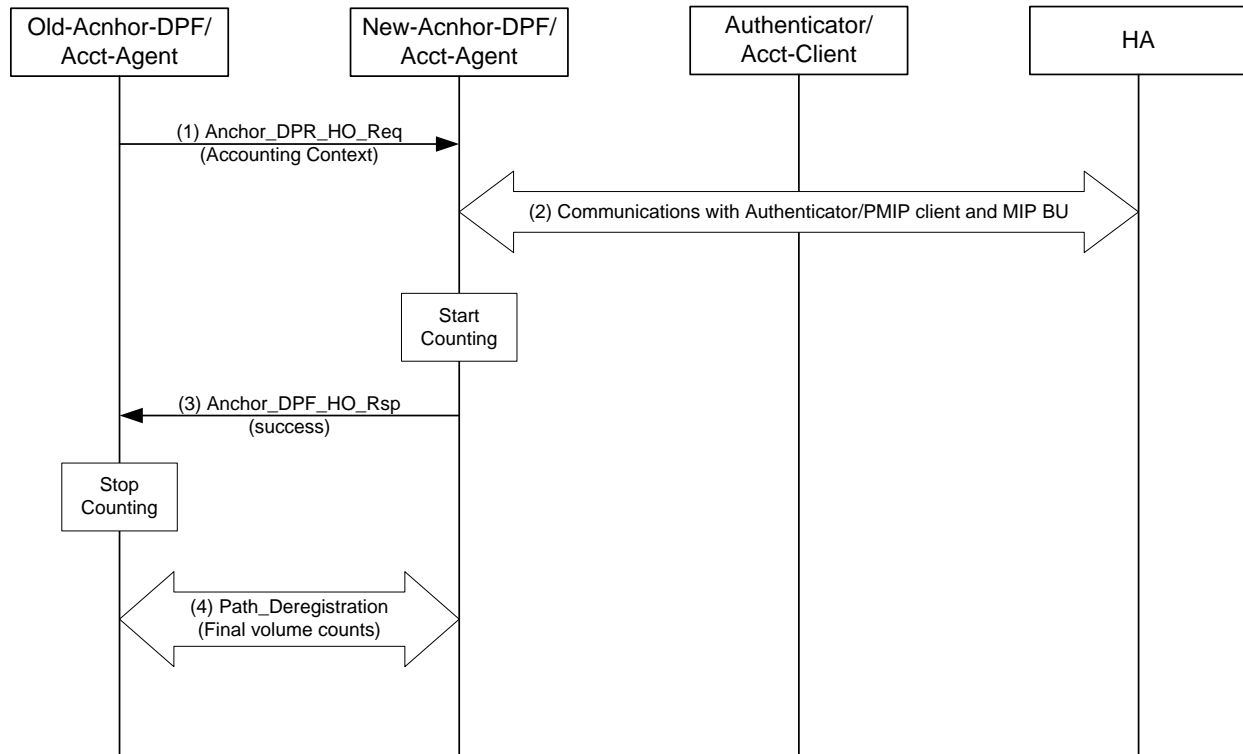 Old-Acnhor-DPF/
Acct-Agent
New-Acnhor-DPF/
Acct-Agent
Authenticator/
Acct-Client
HA
(1) Anchor_DPR_HO_Req
(Accounting Context)
(2) Communications with Authenticator/PMIP client and MIP BU
Start
Counting
(3) Anchor_DPF_HO_Rsp
(success)
Stop
Counting
(4) Path_Deregistration
(Final volume counts)